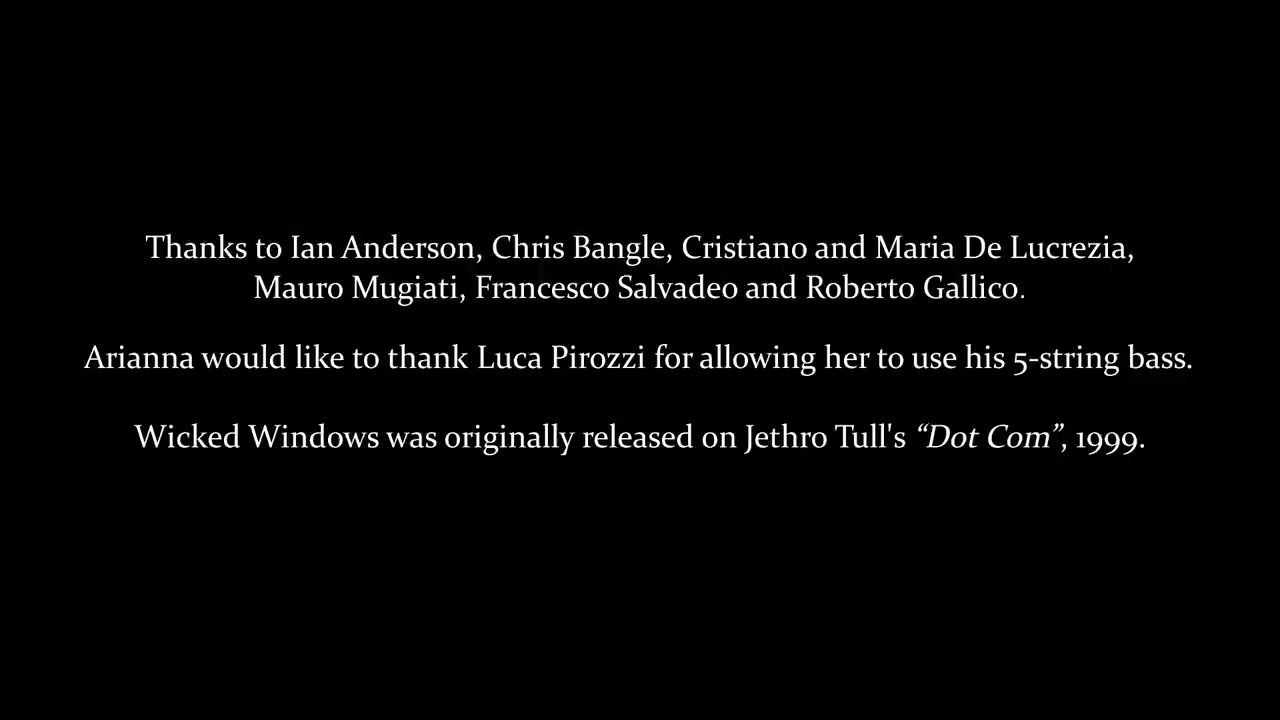 Thanks to Ian Anderson, Chris Bangle, Cristiano and Maria De Lucrezia,
Mauro Mugiati, Francesco Salvadeo and Roberto Gallico.
Arianna would like to thank Luca Pirozzi for allowing her to use his 5-string bass.
Wicked Windows was originally released on Jethro Tull's “Dot Com”, 1999.